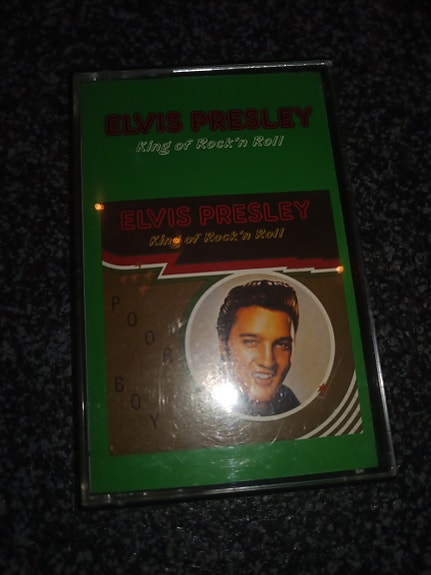 ELVIS PRESLEY
King of Rock'n Roll
ELVIS PRESLEY
King of Rock'n Roll
POOR
BOY